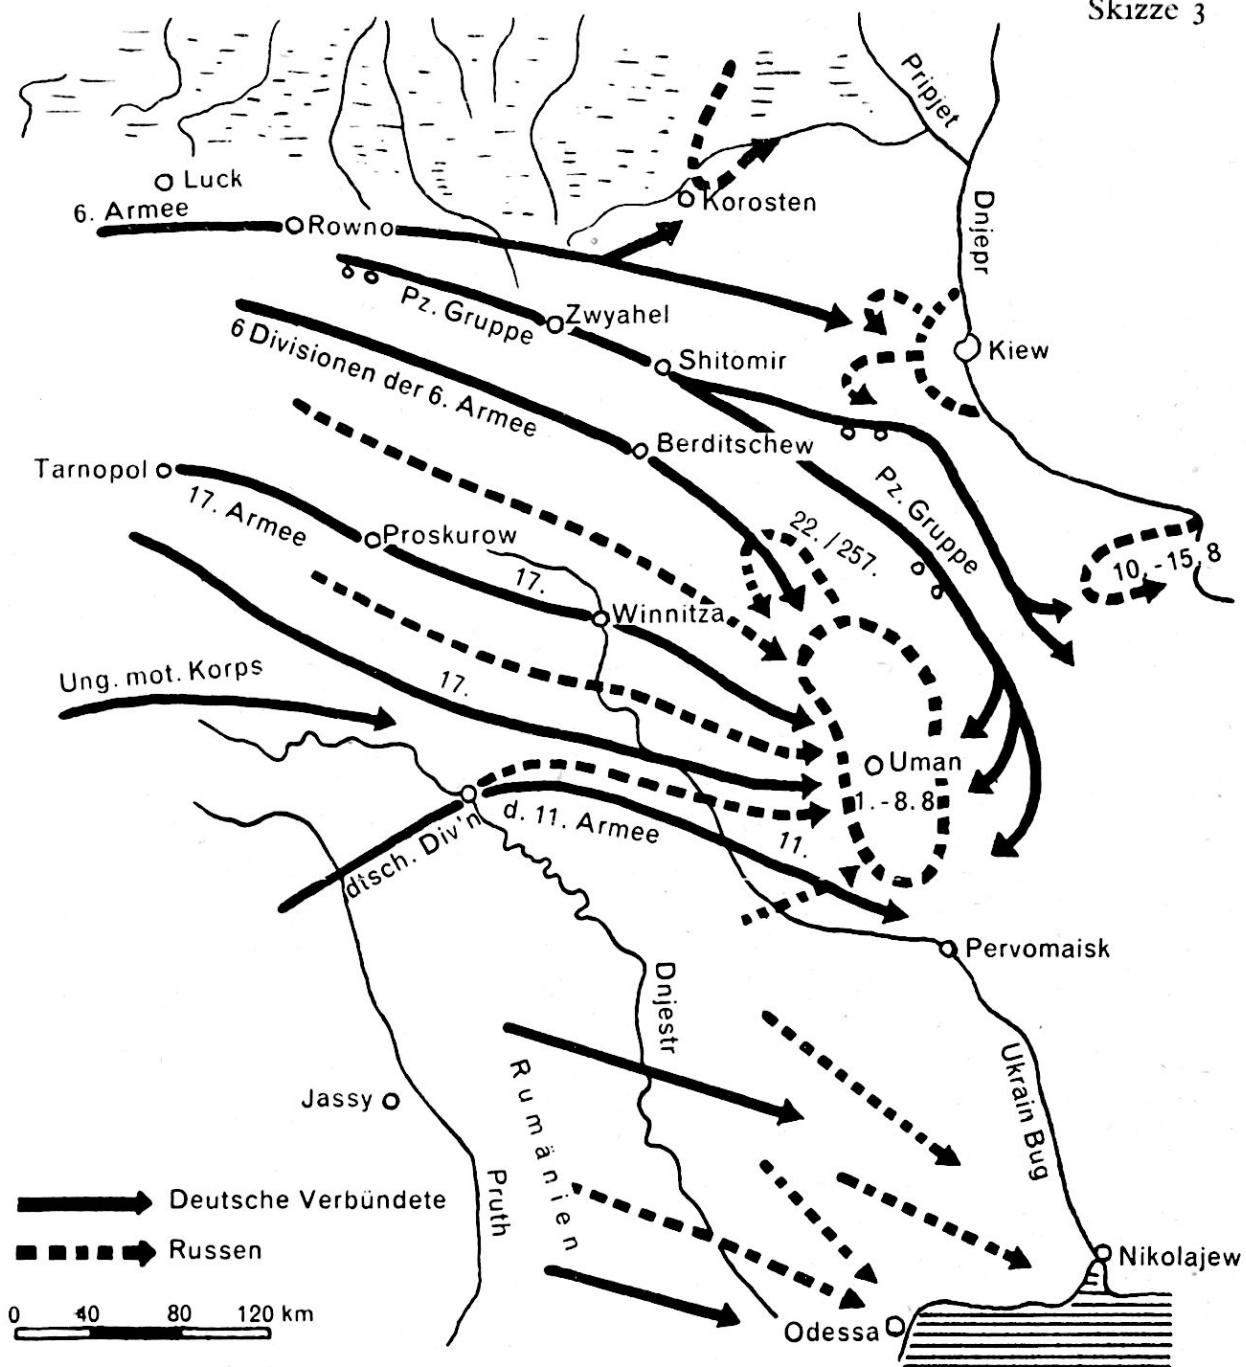 Skizze 3
Pripjet
Luck
6. Armee
Rowno
Korosten
Dnjepr
Pz. Gruppe
Zwyahel
Kiew
6 Divisionen der 6. Armee
Shitomir
Berditschew
Tarnopol
17. Armee
Proskurow
22. / 257.
Pz. Gruppe
10.-15.8
17.
Winnitza
Ung. mot. Korps
17.
Uman
1.-8.8
dtsch. Div'n
d. 11. Armee
11.
Pervomaisk
Dnjestr
Ukrain Bug
Jassy
Rumänien
Pruth
Deutsche Verbündete
Russen
Nikolajew
0 40 80 120 km
Odessa